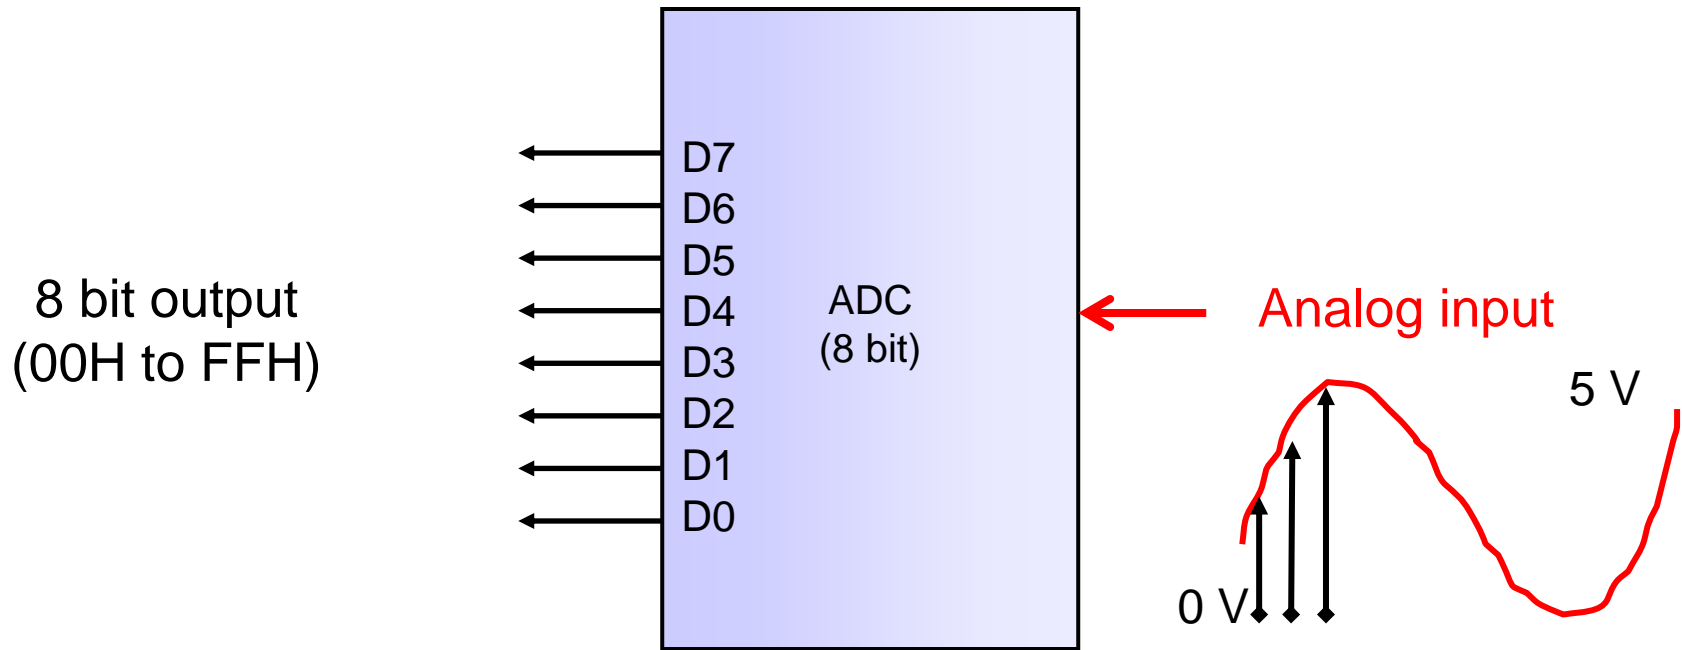 8 bit output
(00H to FFH)
D7
D6
D5
D4
D3
D2
D1
D0
ADC
(8 bit)
Analog input
5 V
0 V